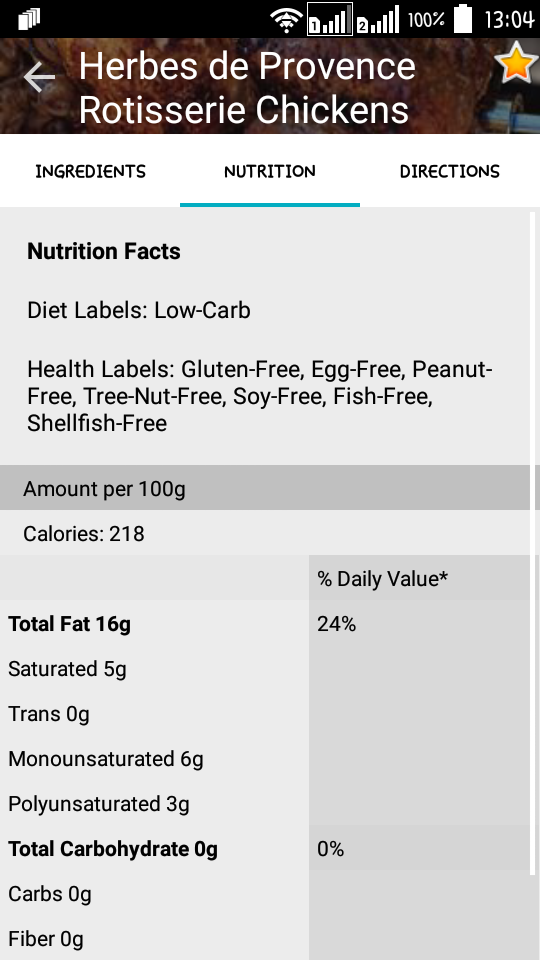 1 2 100% 13:04
Herbes de Provence
Rotisserie Chickens
INGREDIENTS NUTRITION DIRECTIONS
Nutrition Facts
Diet Labels: Low-Carb
Health Labels: Gluten-Free, Egg-Free, Peanut-
Free, Tree-Nut-Free, Soy-Free, Fish-Free,
Shellfish-Free
Amount per 100g
Calories: 218
% Daily Value*
Total Fat 16g 24%
Saturated 5g
Trans 0g
Monounsaturated 6g
Polyunsaturated 3g
Total Carbohydrate 0g 0%
Carbs 0g
Fiber 0g